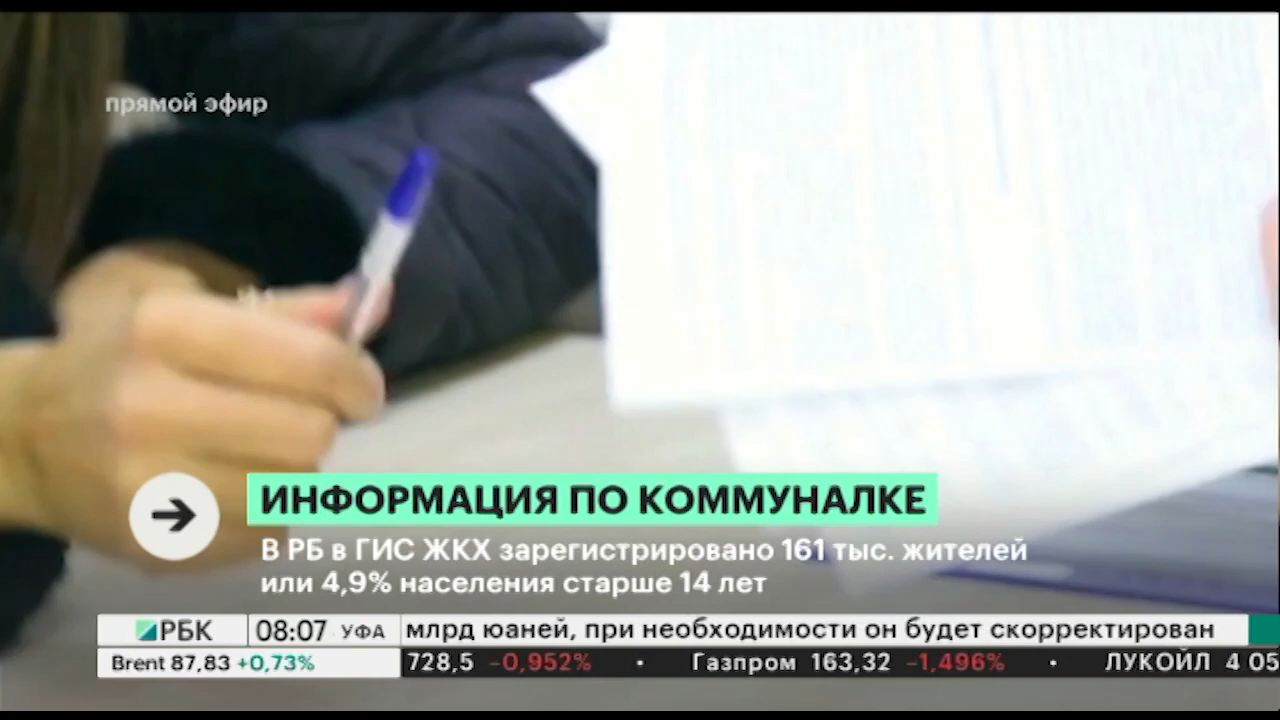 прямой эфир
ИНФОРМАЦИЯ ПО КОММУНАЛКЕ
В РБ в ГИС ЖКХ зарегистрировано 161 тыс. жителей
или 4,9% населения старше 14 лет
РБК 08:07 УФА млрд юаней, при необходимости он будет скорректирован
Brent 87,83 +0,73% 728,5 -0,952% • Газпром 163,32 -1,496% • ЛУКОЙЛ 4 05